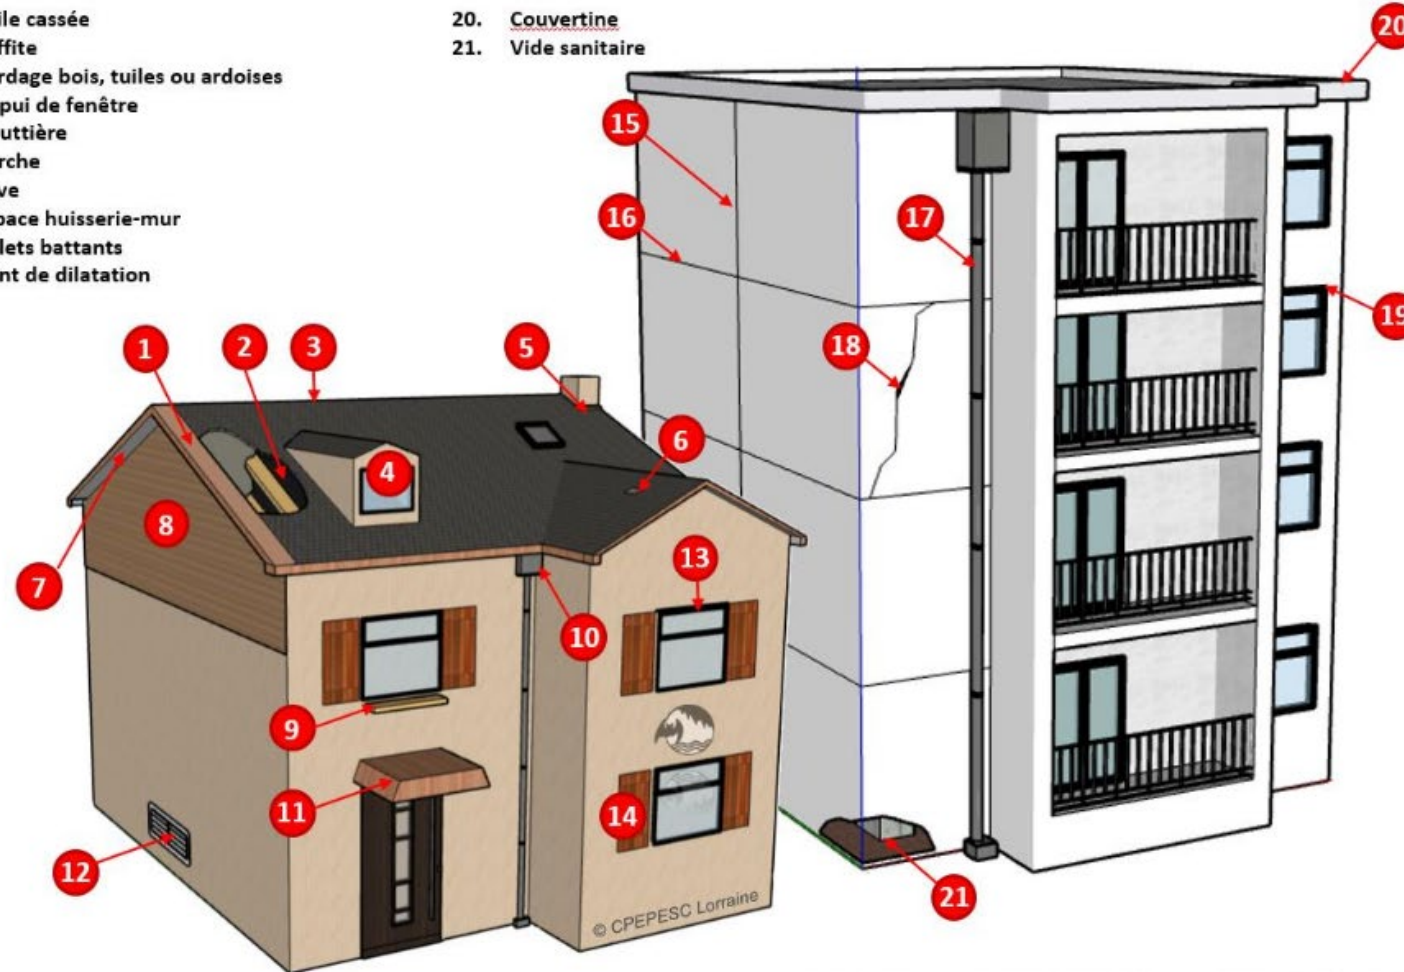 ile cassée
ffite
rdage bois, tuiles ou ardoises
pui de fenêtre
uttière
rche
ve
pace huisserie-mur
lets battants
nt de dilatation
20. Couvertine
21. Vide sanitaire
20
15
16
17
19
18
1
2
3
5
6
4
8
7
13
10
9
11
14
12
21
© CPEPESC Lorraine